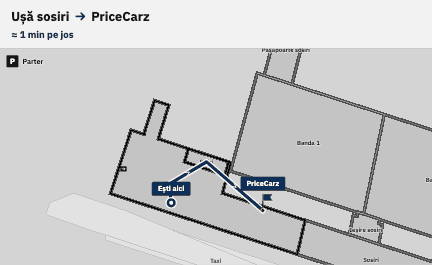 Ușă sosiri → PriceCarz
≈ 1 min pe jos
P Parter
Pașapoarte sosiri
Banda 1
Ești aici
PriceCarz
Ieșire sosiri
Sosiri
Taxi